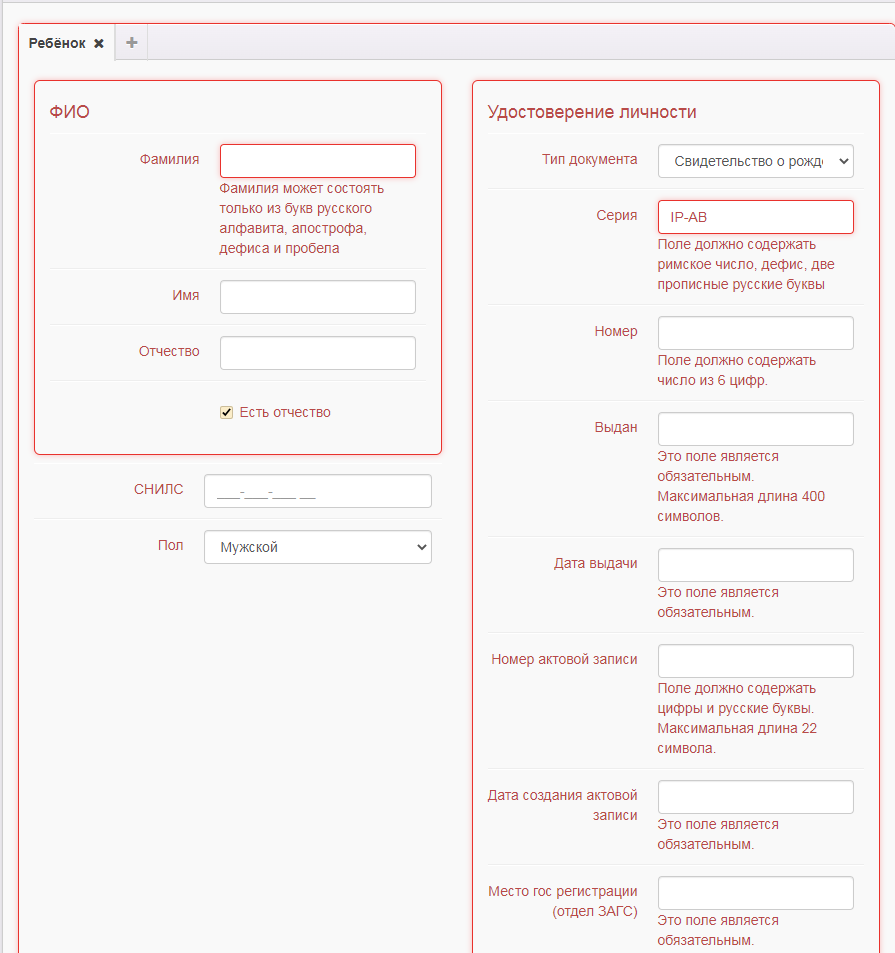 Ребёнок ✖ +
ФИО
Фамилия
Фамилия может состоять
только из букв русского
алфавита, апострофа,
дефиса и пробела
Имя
Отчество
Есть отчество
СНИЛС ___-___-___ __
Пол Мужской
Удостоверение личности
Тип документа Свидетельство о рожд
Серия IP-AB
Поле должно содержать
римское число, дефис, две
прописные русские буквы
Номер
Поле должно содержать
число из 6 цифр.
Выдан
Это поле является
обязательным.
Максимальная длина 400
символов.
Дата выдачи
Это поле является
обязательным.
Номер актовой записи
Поле должно содержать
цифры и русские буквы.
Максимальная длина 22
символа.
Дата создания актовой
записи
Это поле является
обязательным.
Место гос регистрации
(отдел ЗАГС)
Это поле является
обязательным.